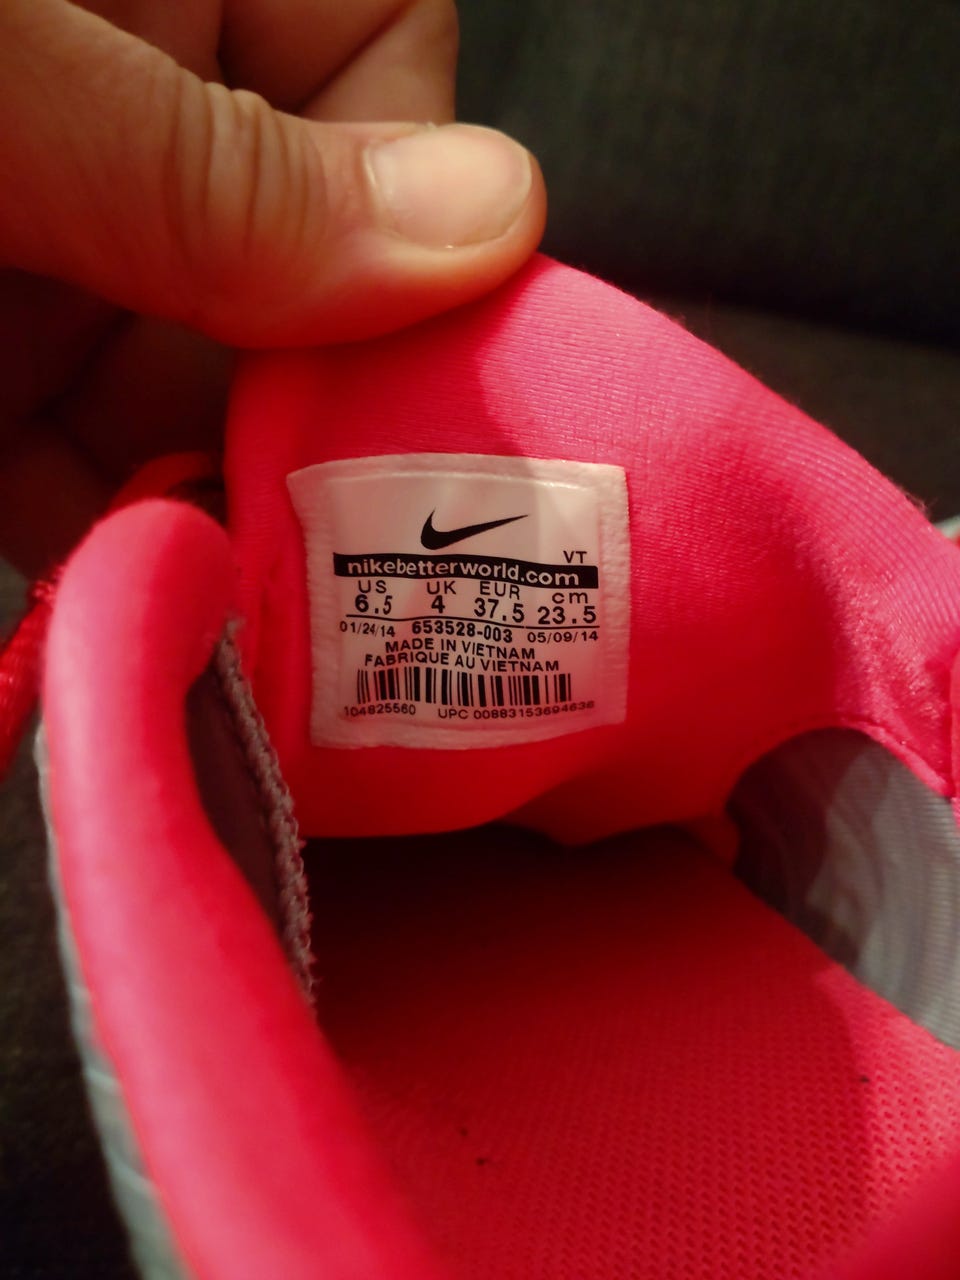 VT
nikebetterworld.com
US UK EUR cm
6.5 4 37.5 23.5
01/24/14 653528-003 05/09/14
MADE IN VIETNAM
FABRIQUE AU VIETNAM
104825560 UPC 00883153694636